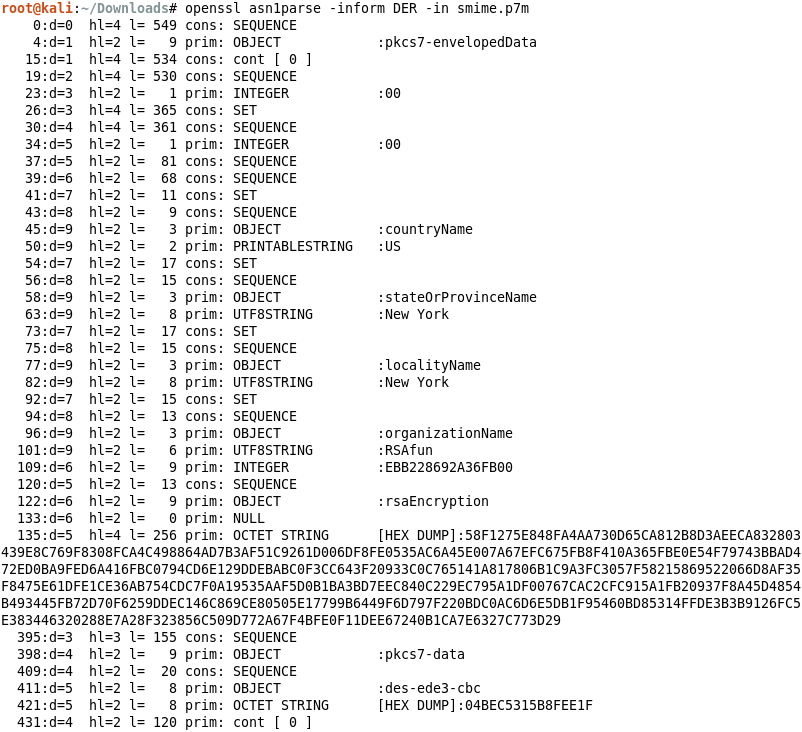 root@kali:~/Downloads# openssl asn1parse -inform DER -in smime.p7m
    0:d=0  hl=4 l= 549 cons: SEQUENCE
    4:d=1  hl=2 l=   9 prim: OBJECT            :pkcs7-envelopedData
   15:d=1  hl=4 l= 534 cons: cont [ 0 ]
   19:d=2  hl=4 l= 530 cons: SEQUENCE
   23:d=3  hl=2 l=   1 prim: INTEGER           :00
   26:d=3  hl=4 l= 365 cons: SET
   30:d=4  hl=4 l= 361 cons: SEQUENCE
   34:d=5  hl=2 l=   1 prim: INTEGER           :00
   37:d=5  hl=2 l=  81 cons: SEQUENCE
   39:d=6  hl=2 l=  68 cons: SEQUENCE
   41:d=7  hl=2 l=  11 cons: SET
   43:d=8  hl=2 l=   9 cons: SEQUENCE
   45:d=9  hl=2 l=   3 prim: OBJECT            :countryName
   50:d=9  hl=2 l=   2 prim: PRINTABLESTRING   :US
   54:d=7  hl=2 l=  17 cons: SET
   56:d=8  hl=2 l=  15 cons: SEQUENCE
   58:d=9  hl=2 l=   3 prim: OBJECT            :stateOrProvinceName
   63:d=9  hl=2 l=   8 prim: UTF8STRING        :New York
   73:d=7  hl=2 l=  17 cons: SET
   75:d=8  hl=2 l=  15 cons: SEQUENCE
   77:d=9  hl=2 l=   3 prim: OBJECT            :localityName
   82:d=9  hl=2 l=   8 prim: UTF8STRING        :New York
   92:d=7  hl=2 l=  15 cons: SET
   94:d=8  hl=2 l=  13 cons: SEQUENCE
   96:d=9  hl=2 l=   3 prim: OBJECT            :organizationName
  101:d=9  hl=2 l=   6 prim: UTF8STRING        :RSAfun
  109:d=6  hl=2 l=   9 prim: INTEGER           :EBB228692A36FB00
  120:d=5  hl=2 l=  13 cons: SEQUENCE
  122:d=6  hl=2 l=   9 prim: OBJECT            :rsaEncryption
  133:d=6  hl=2 l=   0 prim: NULL
  135:d=5  hl=4 l= 256 prim: OCTET STRING      [HEX DUMP]:58F1275E848FA4AA730D65CA812B8D3AEECA832803
439E8C769F8308FCA4C498864AD7B3AF51C9261D006DF8FE0535AC6A45E007A67EFC675FB8F410A365FBE0E54F79743BBAD4
72ED0BA9FED6A416FBC0794CD6E129DDEBABC0F3CC643F20933C0C765141A817806B1C9A3FC3057F58215869522066D8AF35
F8475E61DFE1CE36AB754CDC7F0A19535AAF5D0B1BA3BD7EEC840C229EC795A1DF00767CAC2CFC915A1FB20937F8A45D4854
B493445FB72D70F6259DDEC146C869CE80505E17799B6449F6D797F220BDC0AC6D6E5DB1F95460BD85314FFDE3B3B9126FC5
E383446320288E7A28F323856C509D772A67F4BFE0F11DEE67240B1CA7E6327C773D29
  395:d=3  hl=3 l= 155 cons: SEQUENCE
  398:d=4  hl=2 l=   9 prim: OBJECT            :pkcs7-data
  409:d=4  hl=2 l=  20 cons: SEQUENCE
  411:d=5  hl=2 l=   8 prim: OBJECT            :des-ede3-cbc
  421:d=5  hl=2 l=   8 prim: OCTET STRING      [HEX DUMP]:04BEC5315B8FEE1F
  431:d=4  hl=2 l= 120 prim: cont [ 0 ]